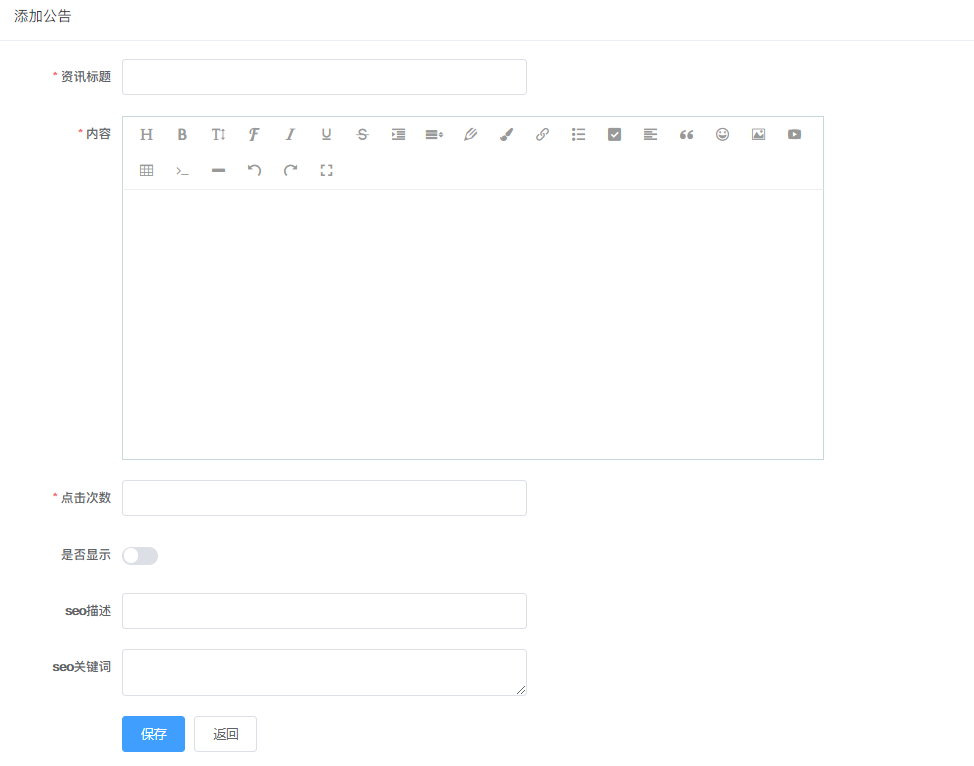 添加公告
* 资讯标题
* 内容
* 点击次数
是否显示
seo描述
seo关键词
保存 返回